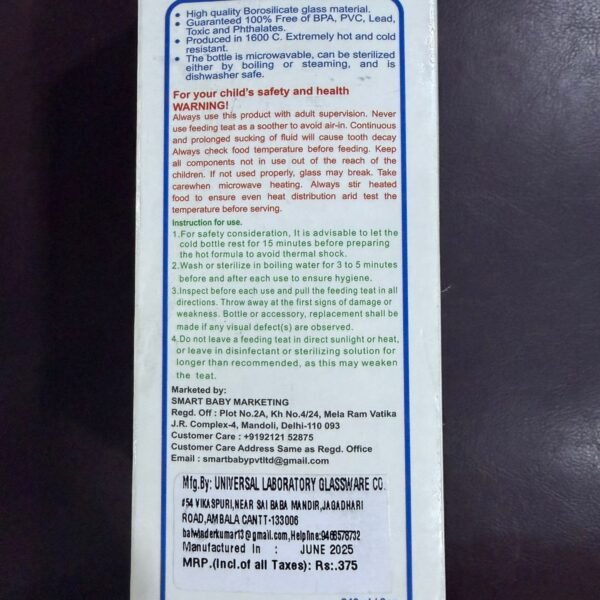 • High quality Borosilicate glass material.
• Guaranteed 100% Free of BPA, PVC, Lead,
Toxic and Phthalates.
• Produced in 1600 C. Extremely hot and cold
resistant.
• The bottle is microwavable, can be sterilized
either by boiling or steaming, and is
dishwasher safe.
For your child's safety and health
WARNING!
Always use this product with adult supervision. Never
use feeding teat as a soother to avoid air-in. Continuous
and prolonged sucking of fluid will cause tooth decay
Always check food temperature before feeding. Keep
all components not in use out of the reach of the
children. If not used properly, glass may break. Take
carewhen microwave heating. Always stir heated
food to ensure even heat distribution arid test the
temperature before serving.
Instruction for use.
1.For safety consideration, It is advisable to let the
cold bottle rest for 15 minutes before preparing
the hot formula to avoid thermal shock.
2.Wash or sterilize in boiling water for 3 to 5 minutes
before and after each use to ensure hygiene.
3.Inspect before each use and pull the feeding teat in all
directions. Throw away at the first signs of damage or
weakness. Bottle or accessory, replacement shall be
made if any visual defect(s) are observed.
4.Do not leave a feeding teat in direct sunlight or heat,
or leave in disinfectant or sterilizing solution for
longer than recommended, as this may weaken
the teat.
Marketed by:
SMART BABY MARKETING
Regd. Off : Plot No.2A, Kh No.4/24, Mela Ram Vatika
J.R. Complex-4, Mandoli, Delhi-110 093
Customer Care : +9192121 52875
Customer Care Address Same as Regd. Office
Email : smartbabypvtltd@gmail.com
Mfg.By: UNIVERSAL LABORATORY GLASSWARE CO.
#54 VIKASPURI,NEAR SAI BABA MANDIR,JAGADHARI
ROAD,AMBALA CANTT-133006
balwinderkumar13@gmail.com,Helpline:9466578732
Manufactured In : JUNE 2025
MRP.(Incl.of all Taxes): Rs:.375